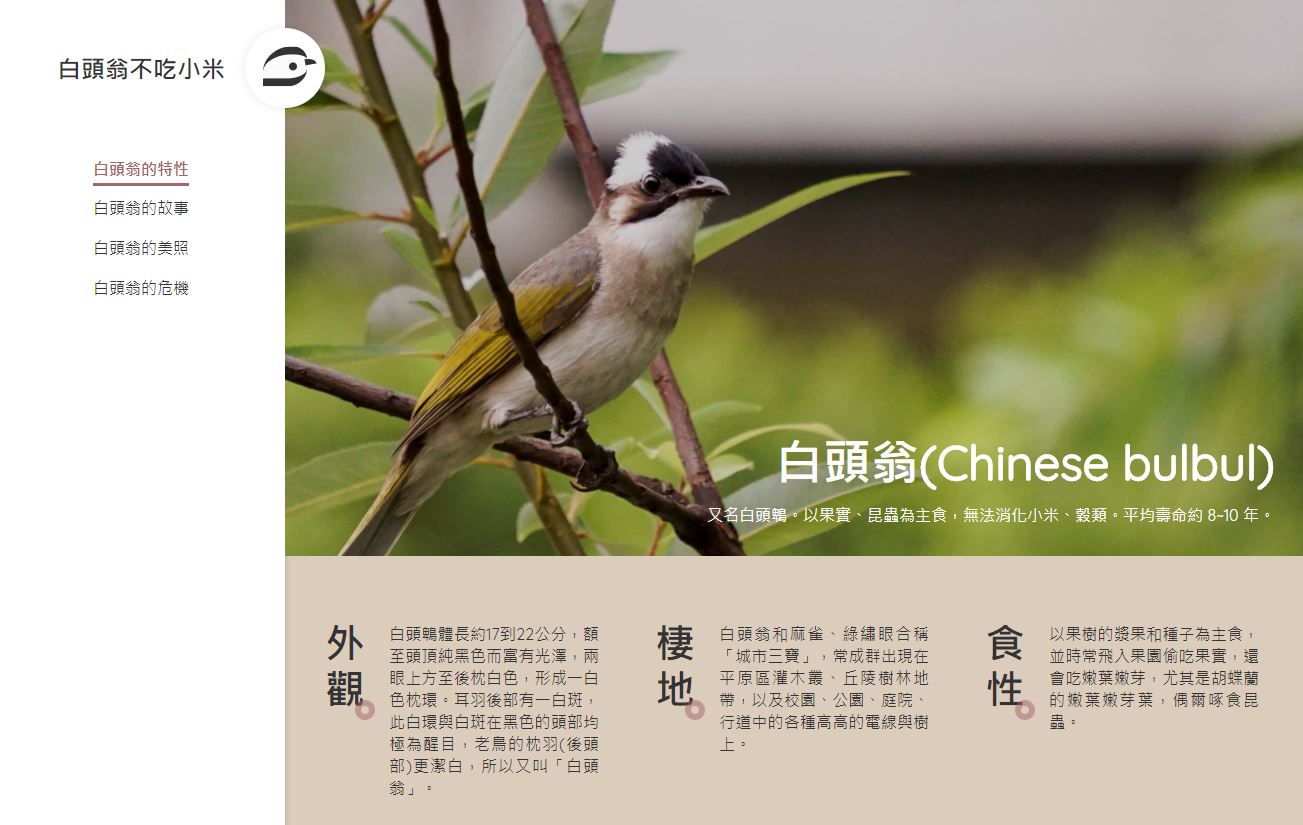 白頭翁不吃小米
白頭翁的特性
白頭翁的故事
白頭翁的美照
白頭翁的危機
白頭翁(Chinese bulbul)
又名白頭鵯。以果實、昆蟲為主食，無法消化小米、穀類。平均壽命約 8~10 年。
外觀
白頭鵯體長約17到22公分，額
至頭頂純黑色而富有光澤，兩
眼上方至後枕白色，形成一白
色枕環。耳羽後部有一白斑，
此白環與白斑在黑色的頭部均
極為醒目，老鳥的枕羽(後頭
部)更潔白，所以又叫「白頭
翁」。
棲地
白頭翁和麻雀、綠繡眼合稱
「城市三寶」，常成群出現在
平原區灌木叢、丘陵樹林地
帶，以及校園、公園、庭院、
行道中的各種高高的電線與樹
上。
食性
以果樹的漿果和種子為主食，
並時常飛入果園偷吃果實，還
會吃嫩葉嫩芽，尤其是胡蝶蘭
的嫩葉嫩芽葉，偶爾啄食昆
蟲。